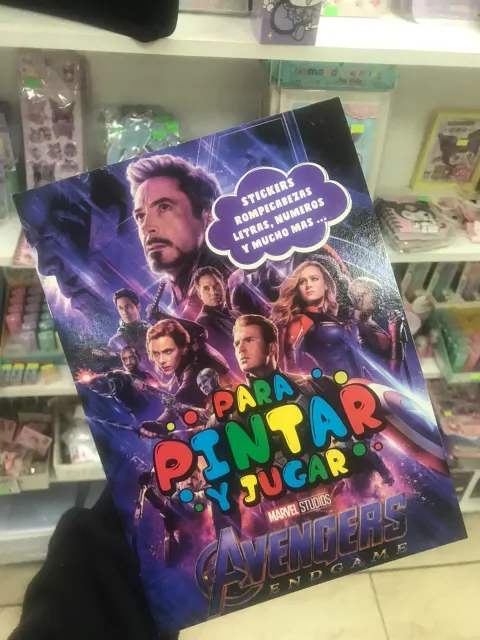 STICKERS
ROMPECABEZAS
LETRAS, NUMEROS
Y MUCHO MAS ...
PARA
PINTAR
Y JUGAR
MARVEL STUDIOS
AVENGERS
ENDGAME